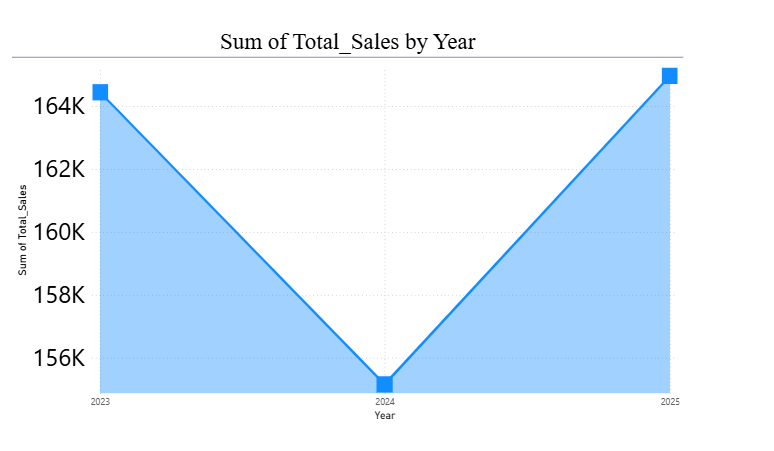 Sum of Total_Sales by Year
164K
162K
160K
158K
156K
Sum of Total_Sales
2023
2024
2025
Year